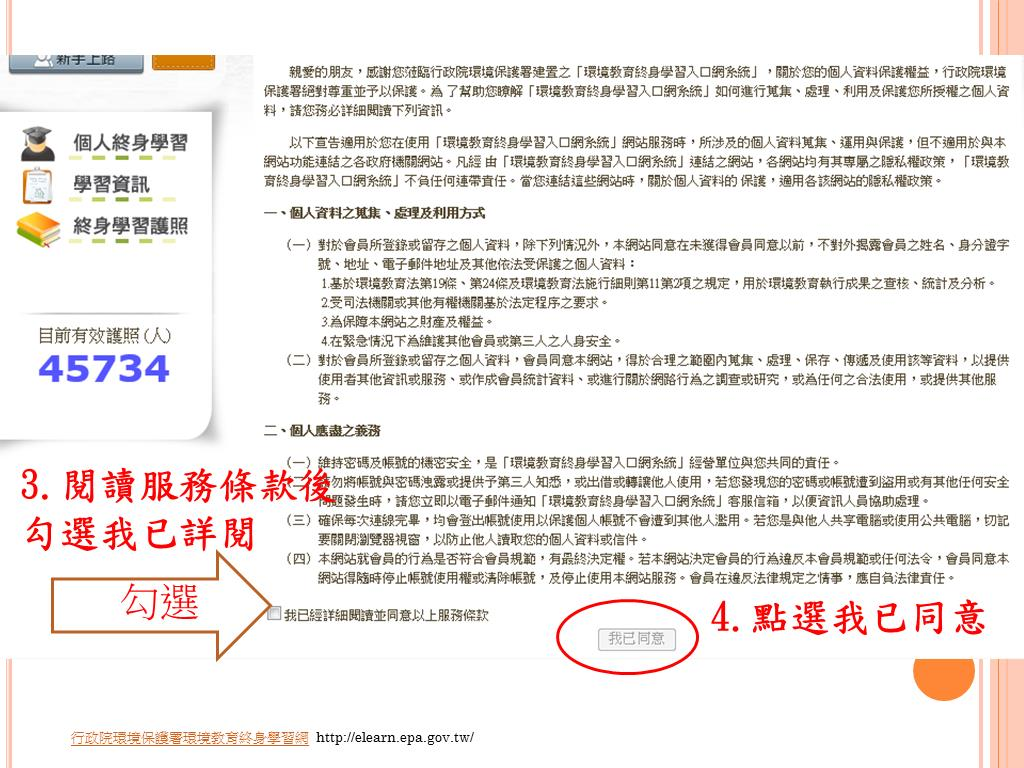 新手上路
個人終身學習
學習資訊
終身學習護照
目前有效護照(人)
45734
親愛的朋友，感謝您蒞臨行政院環境保護署建置之「環境教育終身學習入口網系統」，關於您的個人資料保護權益，行政院環境
保護署絕對尊重並予以保護。為 了幫助您瞭解「環境教育終身學習入口網系統」如何進行蒐集、處理、利用及保護您所授權之個人資
料，請您務必詳細閱讀下列資訊。
以下宣告適用於您在使用「環境教育終身學習入口網系統」網站服務時，所涉及的個人資料蒐集、運用與保護，但不適用於與本
網站功能連結之各政府機關網站。凡經 由「環境教育終身學習入口網系統」連結之網站，各網站均有其專屬之隱私權政策，「環境教
育終身學習入口網系統」不負任何連帶責任。當您連結這些網站時，關於個人資料的 保護，適用各該網站的隱私權政策。
一、個人資料之蒐集、處理及利用方式
(一) 對於會員所登錄或留存之個人資料，除下列情況外，本網站同意在未獲得會員同意以前，不對外揭露會員之姓名、身分證字
號、地址、電子郵件地址及其他依法受保護之個人資料：
1.基於環境教育法第19條、第24條及環境教育法施行細則第11第2項之規定，用於環境教育執行成果之查核、統計及分析。
2.受司法機關或其他有權機關基於法定程序之要求。
3.為保障本網站之財產及權益。
4.在緊急情況下為維護其他會員或第三人之人身安全。
(二) 對於會員所登錄或留存之個人資料，會員同意本網站，得於合理之範圍內蒐集、處理、保存、傳遞及使用該等資料，以提供
使用者其他資訊或服務、或作成會員統計資料、或進行關於網路行為之調查或研究，或為任何之合法使用，或提供其他服
務。
二、個人應盡之義務
(一) 維持密碼及帳號的機密安全，是「環境教育終身學習入口網系統」經營單位與您共同的責任。
(二) 請勿將帳號與密碼洩露或提供予第三人知悉，或出借或轉讓他人使用，若您發現您的密碼或帳號遭到盜用或有其他任何安全
問題發生時，請您立即以電子郵件通知「環境教育終身學習入口網系統」客服信箱，以便資訊人員協助處理。
(三) 確保每次連線完畢，均會登出帳號使用以保護個人帳號不會遭到其他人濫用。若您是與他人共享電腦或使用公共電腦，切記
要關閉瀏覽器視窗，以防止他人讀取您的個人資料或信件。
(四) 本網站就會員的行為是否符合會員規範，有最終決定權。若本網站決定會員的行為違反本會員規範或任何法令，會員同意本
網站得隨時停止帳號使用權或清除帳號，及停止使用本網站服務。會員在違反法律規定之情事，應自負法律責任。
3.閱讀服務條款後
勾選我已詳閱
勾選
我已經詳細閱讀並同意以上服務條款
我已同意
4.點選我已同意
行政院環境保護署環境教育終身學習網 http://elearn.epa.gov.tw/